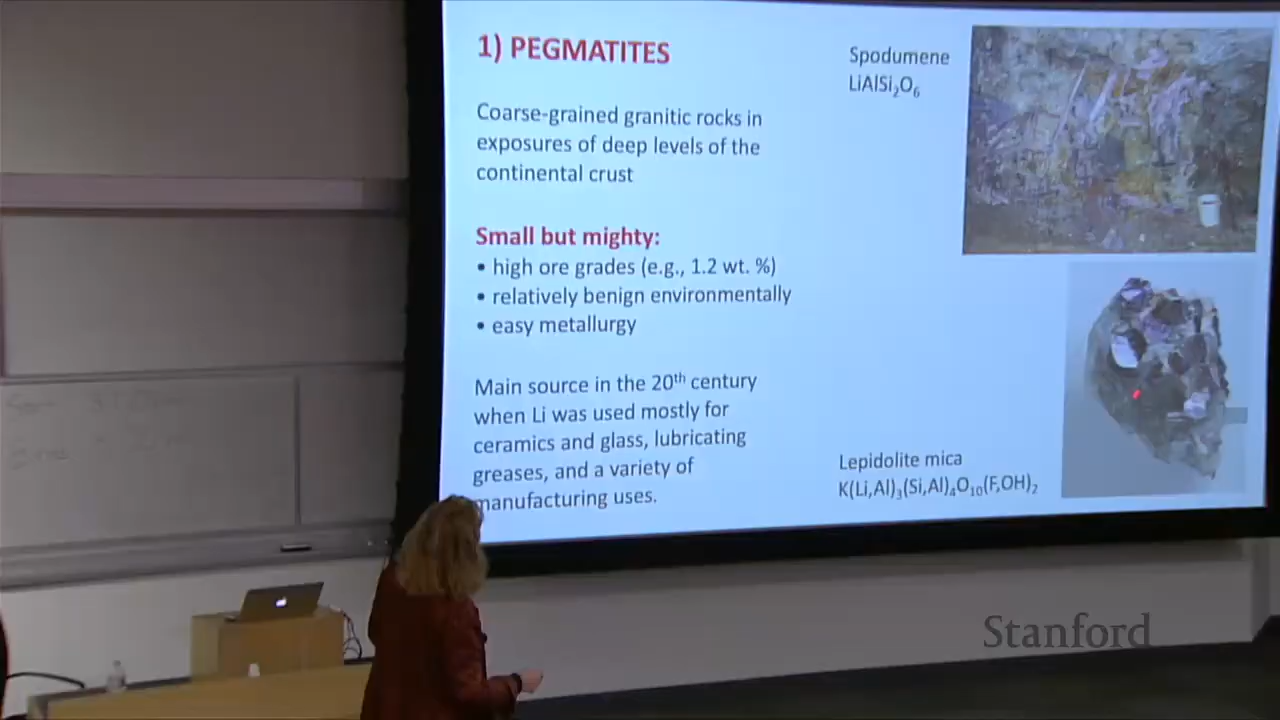 1) PEGMATITES
Coarse-grained granitic rocks in
exposures of deep levels of the
continental crust
Small but mighty:
• high ore grades (e.g., 1.2 wt. %)
• relatively benign environmentally
• easy metallurgy
Main source in the 20th century
when Li was used mostly for
ceramics and glass, lubricating
greases, and a variety of
manufacturing uses.
Spodumene
LiAlSi₂O₆
Lepidolite mica
K(Li,Al)₃(Si,Al)₄O₁₀(F,OH)₂
Stanford